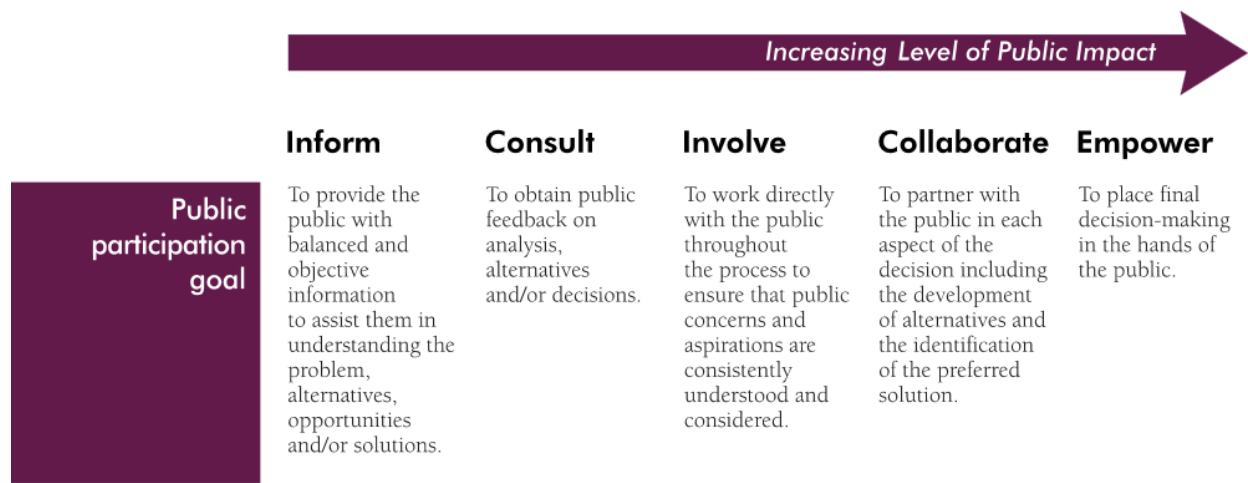 Increasing Level of Public Impact
Inform
Consult
Involve
Collaborate
Empower
Public
participation
goal
To provide the
public with
balanced and
objective
information
to assist them in
understanding the
problem,
alternatives,
opportunities
and/or solutions.
To obtain public
feedback on
analysis,
alternatives
and/or decisions.
To work directly
with the public
throughout
the process to
ensure that public
concerns and
aspirations are
consistently
understood and
considered.
To partner with
the public in each
aspect of the
decision including
the development
of alternatives and
the identification
of the preferred
solution.
To place final
decision-making
in the hands of
the public.